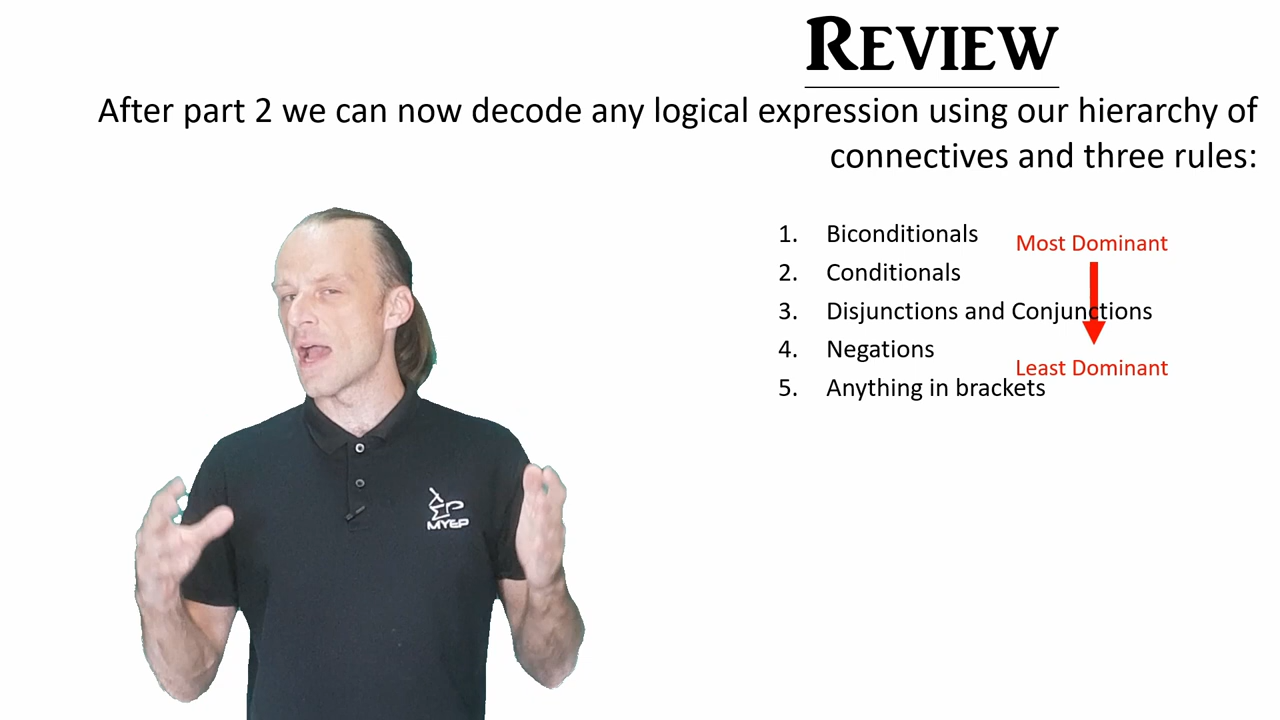 REVIEW
After part 2 we can now decode any logical expression using our hierarchy of
connectives and three rules:
1. Biconditionals
Most Dominant
2. Conditionals
3. Disjunctions and Conjunctions
4. Negations
Least Dominant
5. Anything in brackets
MYEP